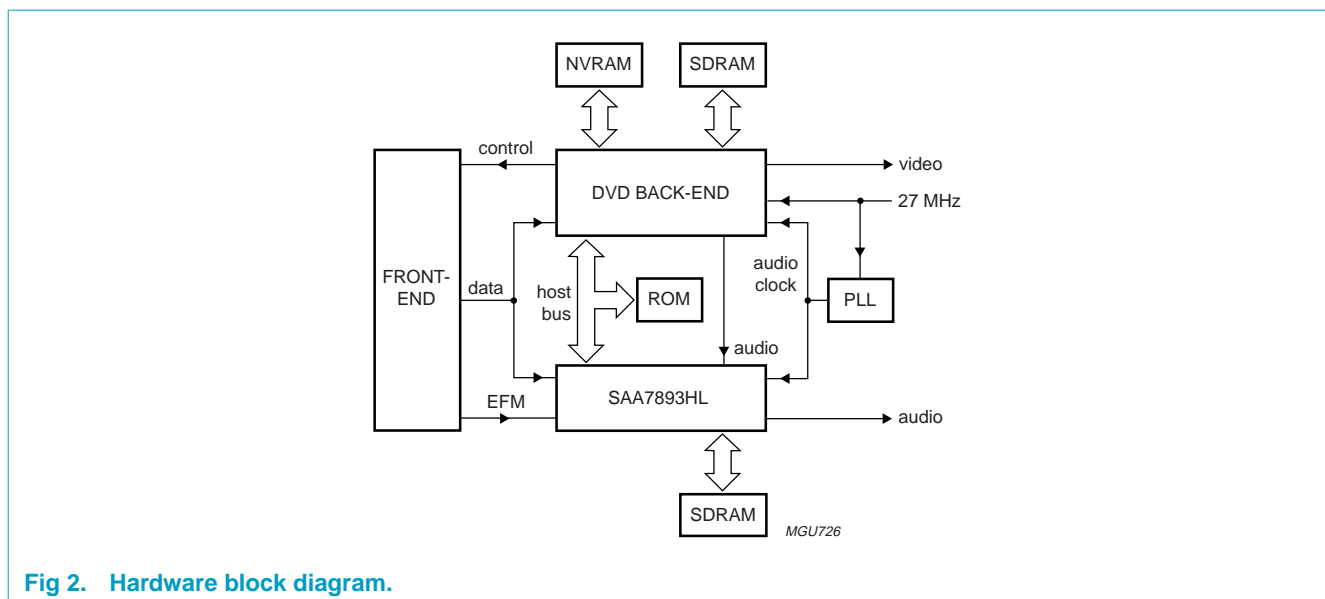 NVRAM
SDRAM
control
video
DVD BACK-END
27 MHz
FRONT-
END
data
host
bus
ROM
audio
clock
PLL
audio
EFM
SAA7893HL
audio
SDRAM
MGU726
Fig 2. Hardware block diagram.